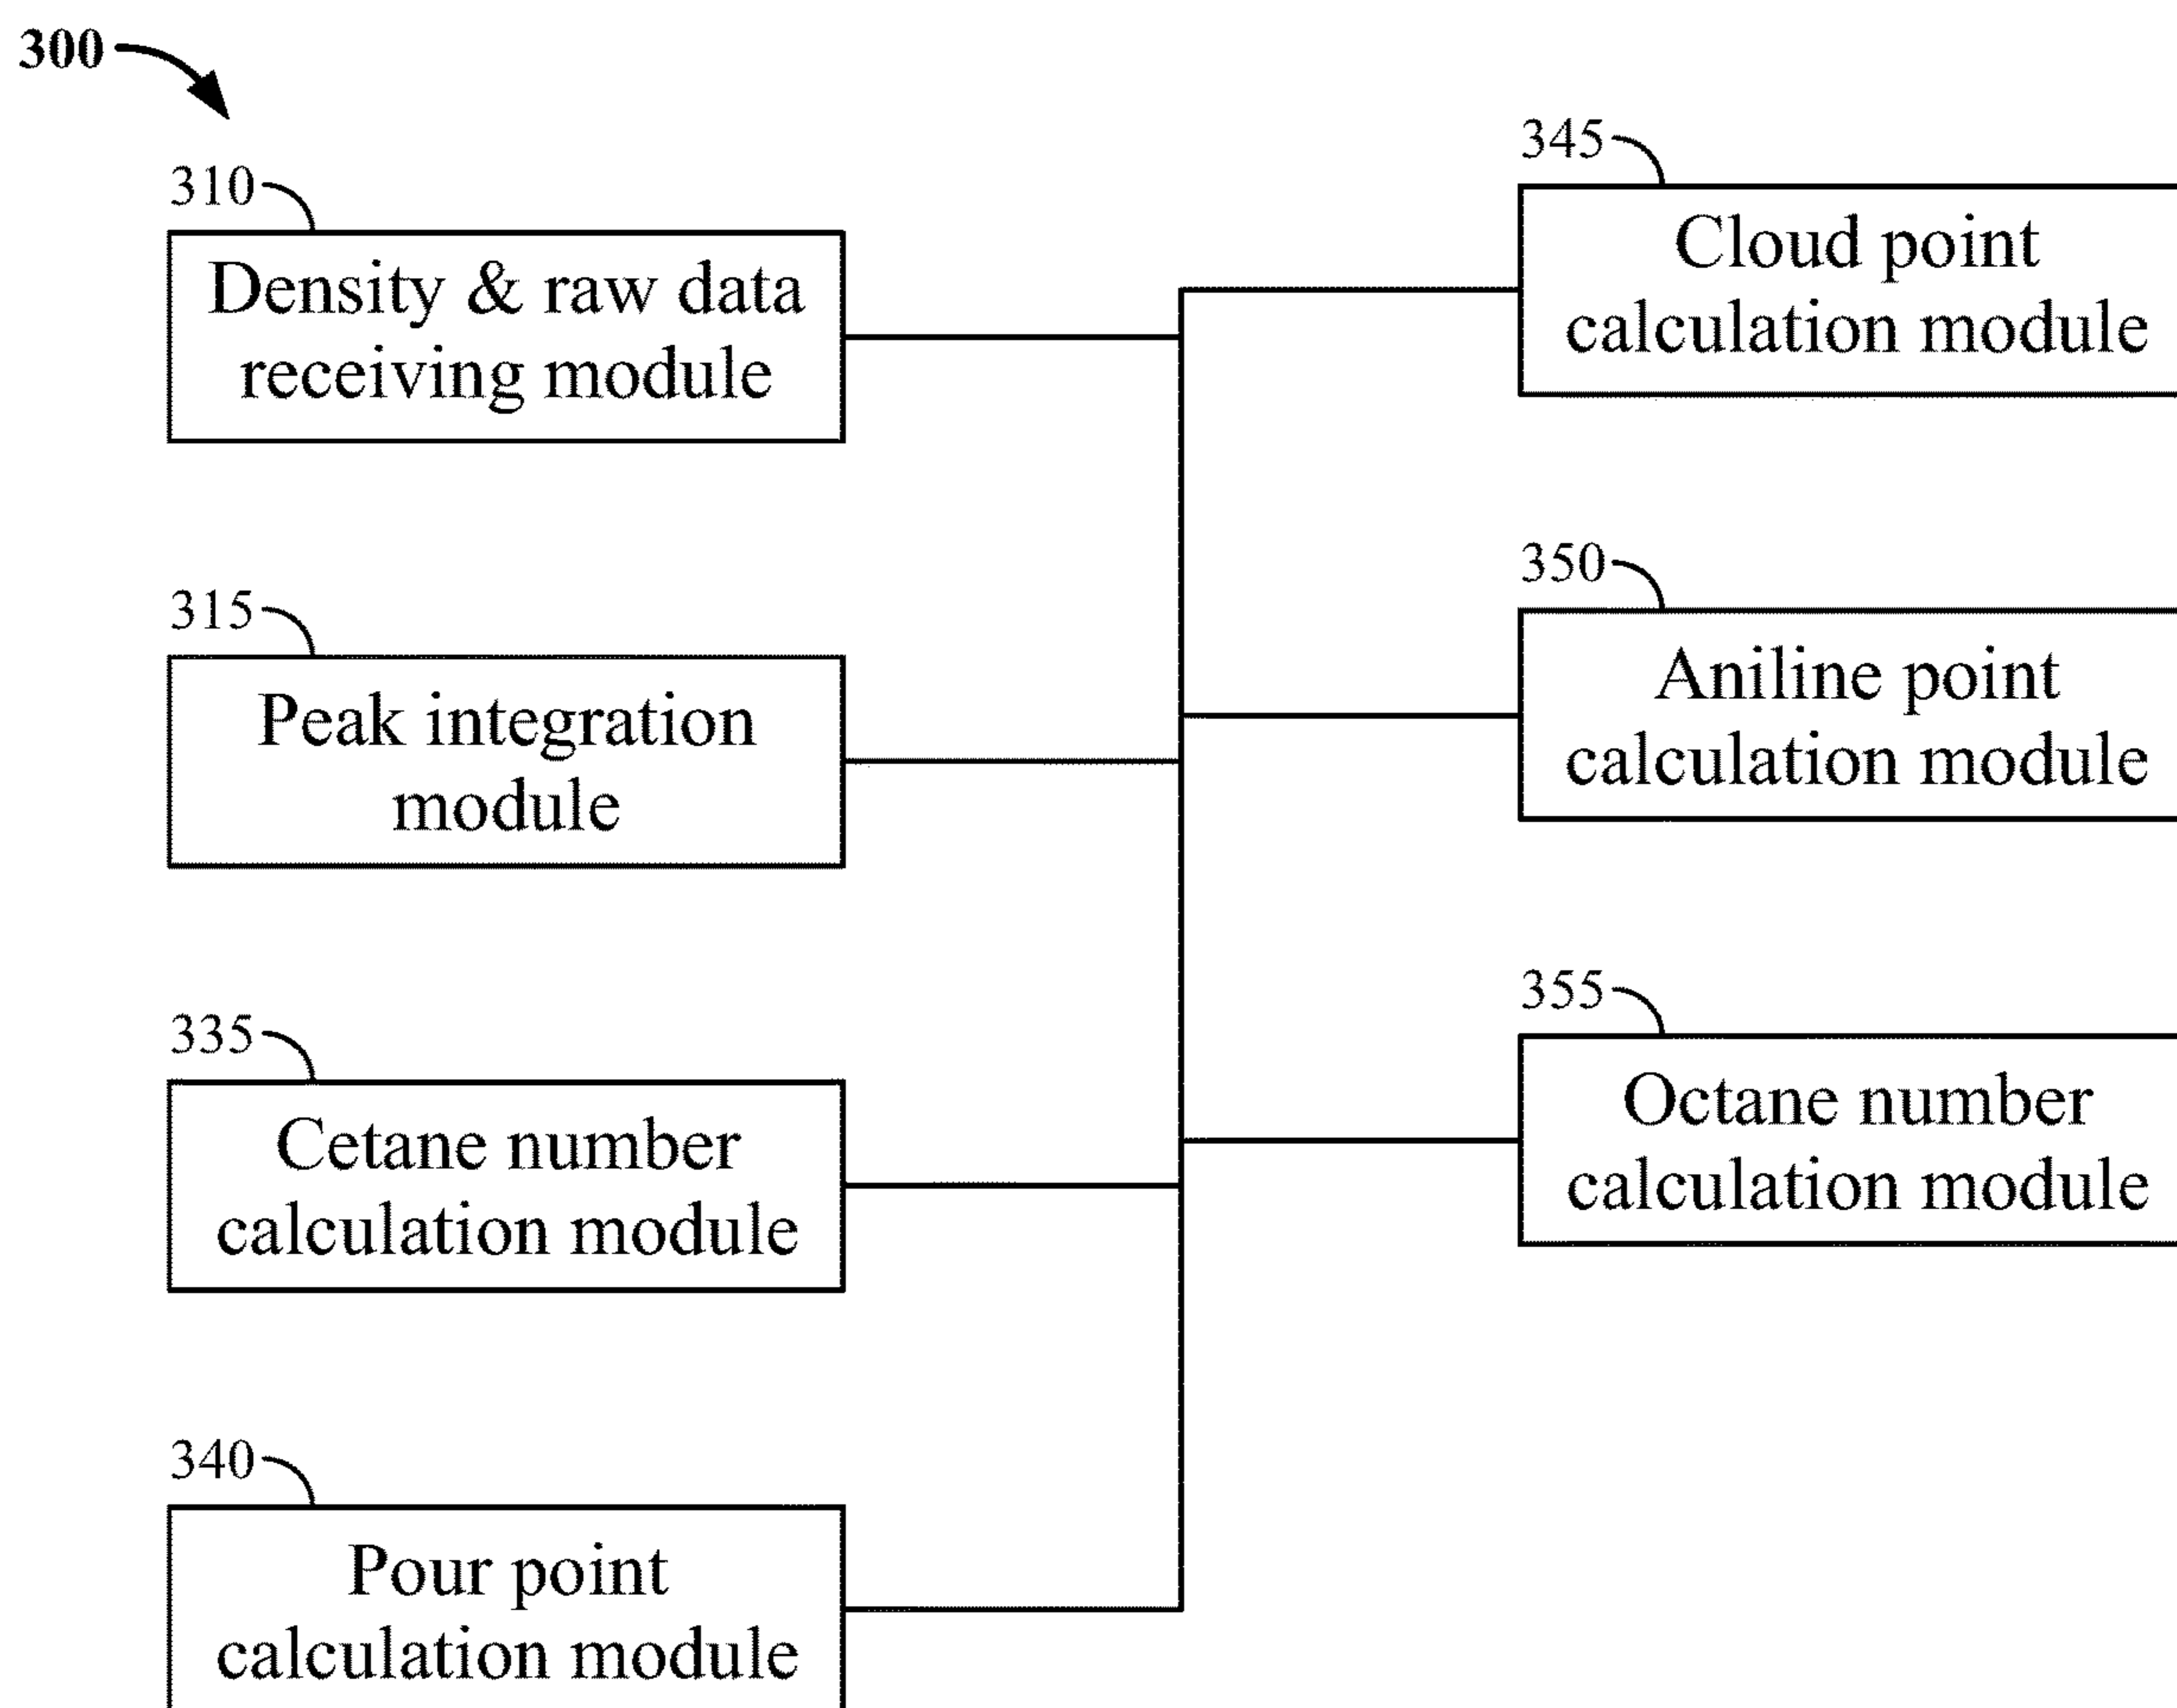 300
310
Density & raw data
receiving module
315
Peak integration
module
335
Cetane number
calculation module
340
Pour point
calculation module
345
Cloud point
calculation module
350
Aniline point
calculation module
355
Octane number
calculation module